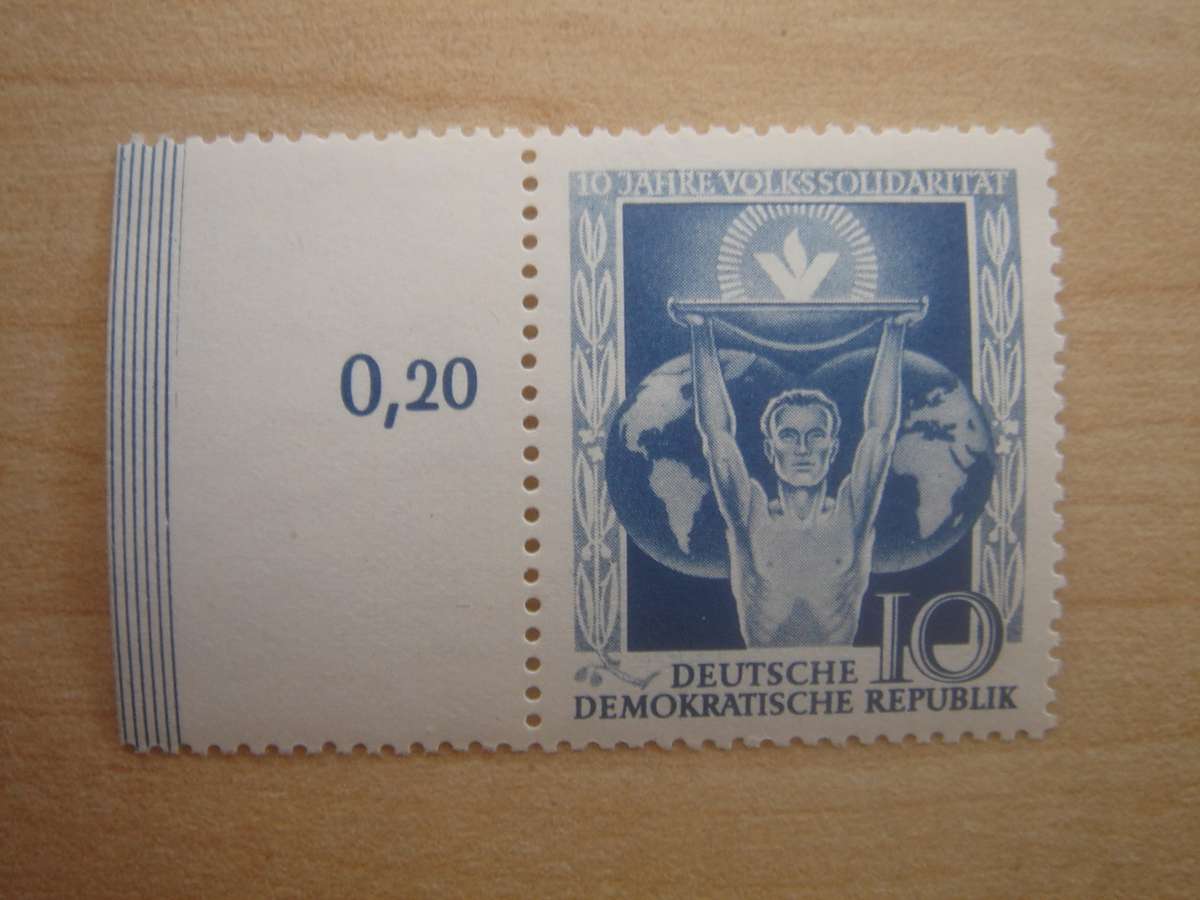 10 JAHRE VOLKSSOLIDARITÄT
0,20
10
DEUTSCHE
DEMOKRATISCHE REPUBLIK